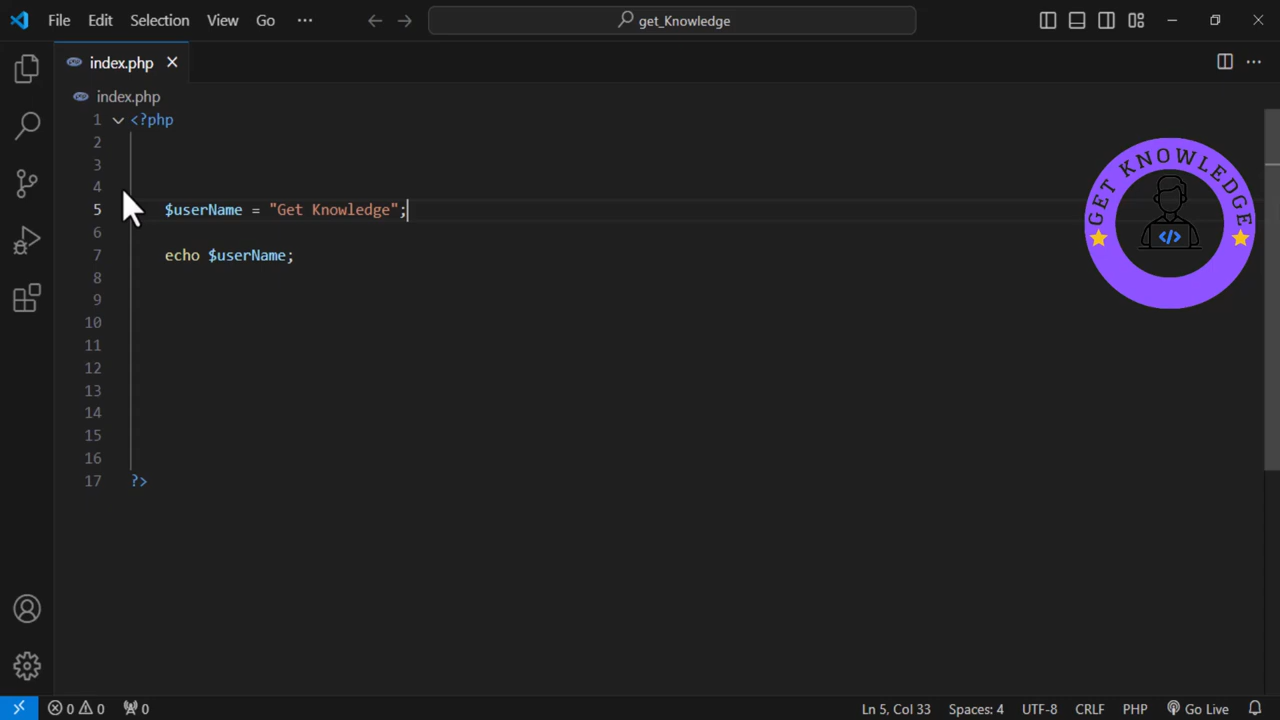 File Edit Selection View Go ··· get_Knowledge
index.php
index.php
1 <?php
2
3
4
5 $userName = "Get Knowledge";
6
7 echo $userName;
8
9
10
11
12
13
14
15
16
17 ?>
GET KNOWLEDGE
</>
0 0 0 Ln 5, Col 33 Spaces: 4 UTF-8 CRLF PHP Go Live